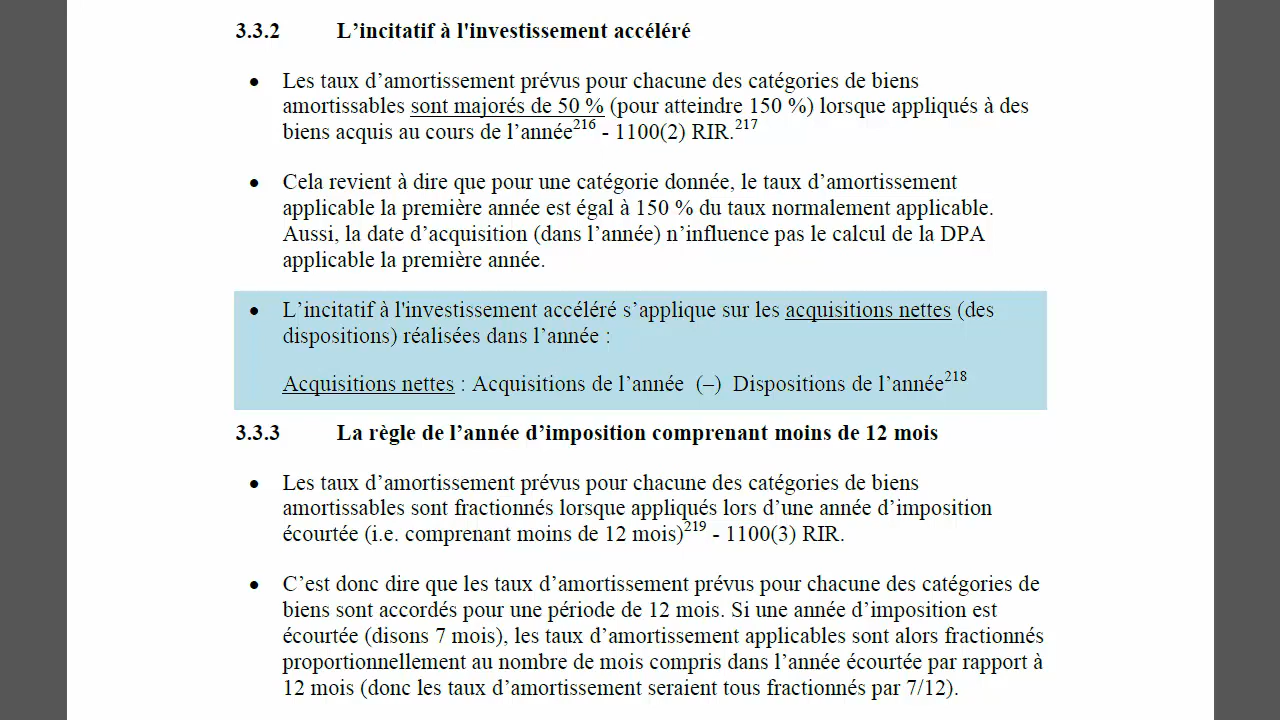 3.3.2 L’incitatif à l'investissement accéléré
• Les taux d’amortissement prévus pour chacune des catégories de biens
amortissables sont majorés de 50 % (pour atteindre 150 %) lorsque appliqués à des
biens acquis au cours de l’année216 - 1100(2) RIR.217
• Cela revient à dire que pour une catégorie donnée, le taux d’amortissement
applicable la première année est égal à 150 % du taux normalement applicable.
Aussi, la date d’acquisition (dans l’année) n’influence pas le calcul de la DPA
applicable la première année.
• L’incitatif à l'investissement accéléré s’applique sur les acquisitions nettes (des
dispositions) réalisées dans l’année :
Acquisitions nettes : Acquisitions de l’année (–) Dispositions de l’année218
3.3.3 La règle de l’année d’imposition comprenant moins de 12 mois
• Les taux d’amortissement prévus pour chacune des catégories de biens
amortissables sont fractionnés lorsque appliqués lors d’une année d’imposition
écourtée (i.e. comprenant moins de 12 mois)219 - 1100(3) RIR.
• C’est donc dire que les taux d’amortissement prévus pour chacune des catégories de
biens sont accordés pour une période de 12 mois. Si une année d’imposition est
écourtée (disons 7 mois), les taux d’amortissement applicables sont alors fractionnés
proportionnellement au nombre de mois compris dans l’année écourtée par rapport à
12 mois (donc les taux d’amortissement seraient tous fractionnés par 7/12).